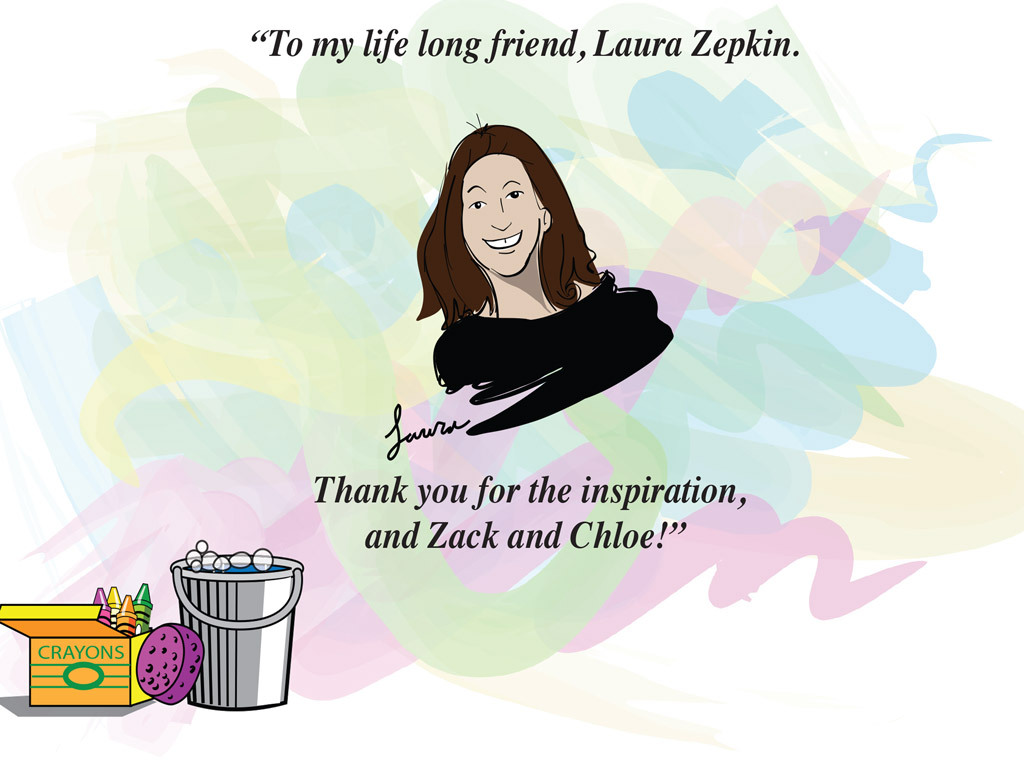 “To my life long friend, Laura Zepkin.
Laura
Thank you for the inspiration,
and Zack and Chloe!”
CRAYONS